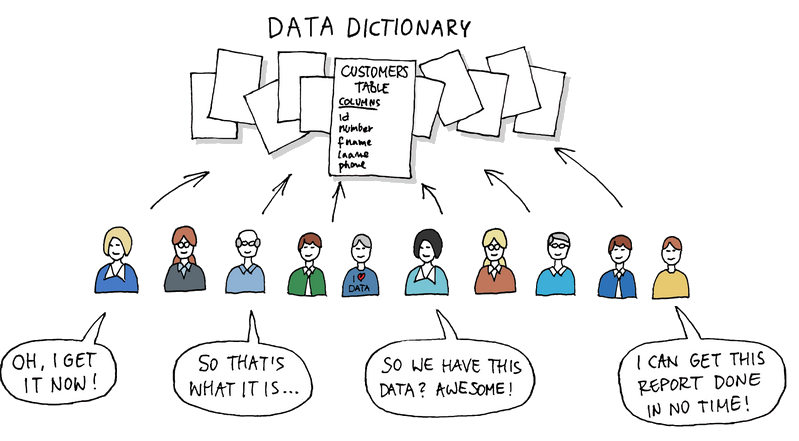 DATA DICTIONARY
CUSTOMERS
TABLE
COLUMNS
id
number
fname
lname
phone
I ♥
DATA
OH, I GET
IT NOW!
SO THAT'S
WHAT IT IS...
SO WE HAVE THIS
DATA? AWESOME!
I CAN GET THIS
REPORT DONE
IN NO TIME!